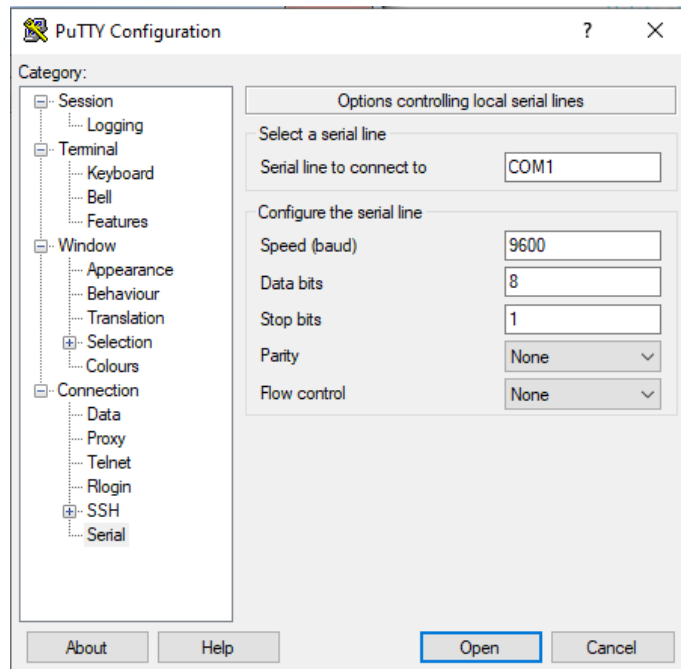 PuTTY Configuration
?
Category:
Session
Logging
Terminal
Keyboard
Bell
Features
Window
Appearance
Behaviour
Translation
Selection
Colours
Connection
Data
Proxy
Telnet
Rlogin
SSH
Serial
Options controlling local serial lines
Select a serial line
Serial line to connect to COM1
Configure the serial line
Speed (baud) 9600
Data bits 8
Stop bits 1
Parity None
Flow control None
About Help Open Cancel